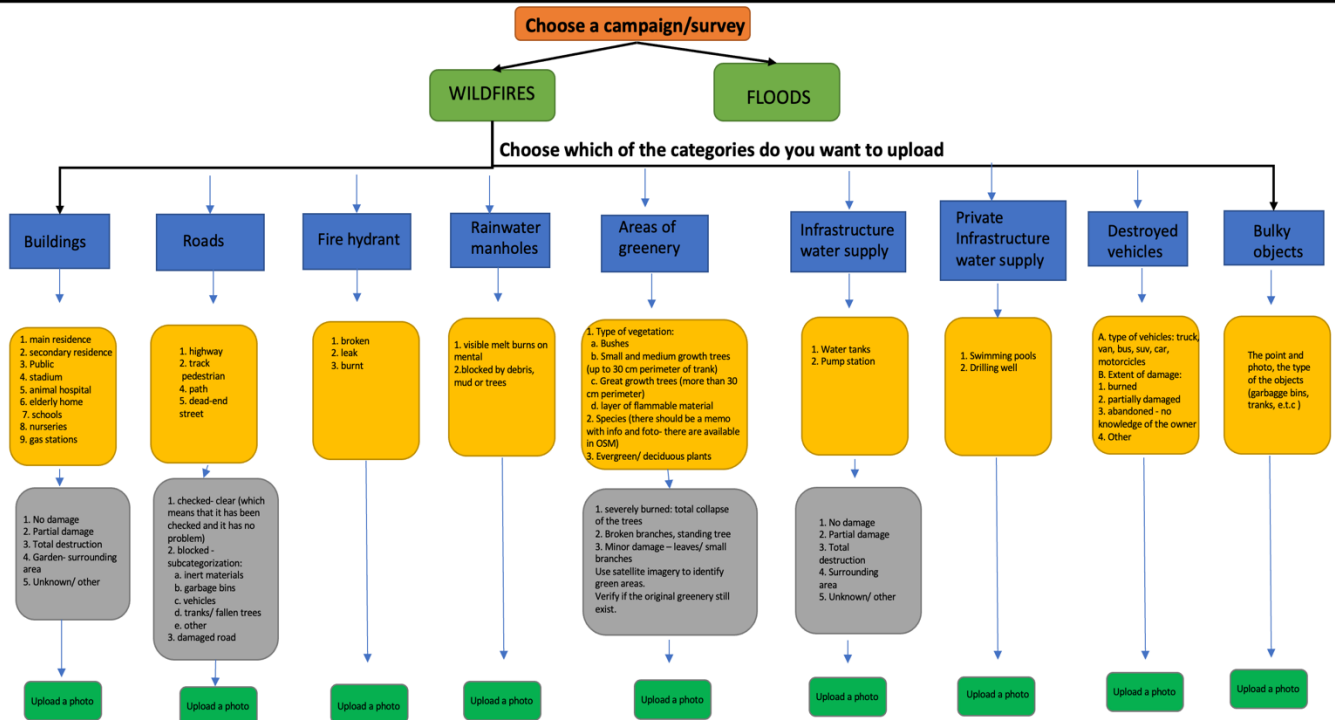 Choose a campaign/survey
WILDFIRES
FLOODS
Choose which of the categories do you want to upload
Buildings
Roads
Fire hydrant
Rainwater
manholes
Areas of
greenery
Infrastructure
water supply
Private
Infrastructure
water supply
Destroyed
vehicles
Bulky
objects
1. main residence
2. secondary residence
3. Public
4. stadium
5. animal hospital
6. elderly home
7. schools
8. nurseries
9. gas stations
1. highway
2. track
pedestrian
4. path
5. dead-end
street
1. broken
2. leak
3. burnt
1. visible melt burns on
mental
2.blocked by debris,
mud or trees
1. Type of vegetation:
a. Bushes
b. Small and medium growth trees
(up to 30 cm perimeter of trank)
c. Great growth trees (more than 30
cm perimeter)
d. layer of flammable material
2. Species (there should be a memo
with info and foto- there are available
in OSM)
3. Evergreen/ deciduous plants
1. Water tanks
2. Pump station
1. Swimming pools
2. Drilling well
A. type of vehicles: truck,
van, bus, suv, car,
motorcicles
B. Extent of damage:
1. burned
2. partially damaged
3. abandoned - no
knowledge of the owner
4. Other
The point and
photo, the type
of the objects
(garbagge bins,
tranks, e.t.c )
1. No damage
2. Partial damage
3. Total destruction
4. Garden- surrounding
area
5. Unknown/ other
1. checked- clear (which
means that it has been
checked and it has no
problem)
2. blocked -
subcategorization:
a. inert materials
b. garbage bins
c. vehicles
d. tranks/ fallen trees
e. other
3. damaged road
1. severely burned: total collapse
of the trees
2. Broken branches, standing tree
3. Minor damage – leaves/ small
branches
Use satellite imagery to identify
green areas.
Verify if the original greenery still
exist.
1. No damage
2. Partial damage
3. Total
destruction
4. Surrounding
area
5. Unknown/ other
Upload a photo
Upload a photo
Upload a photo
Upload a photo
Upload a photo
Upload a photo
Upload a photo
Upload a photo
Upload a photo